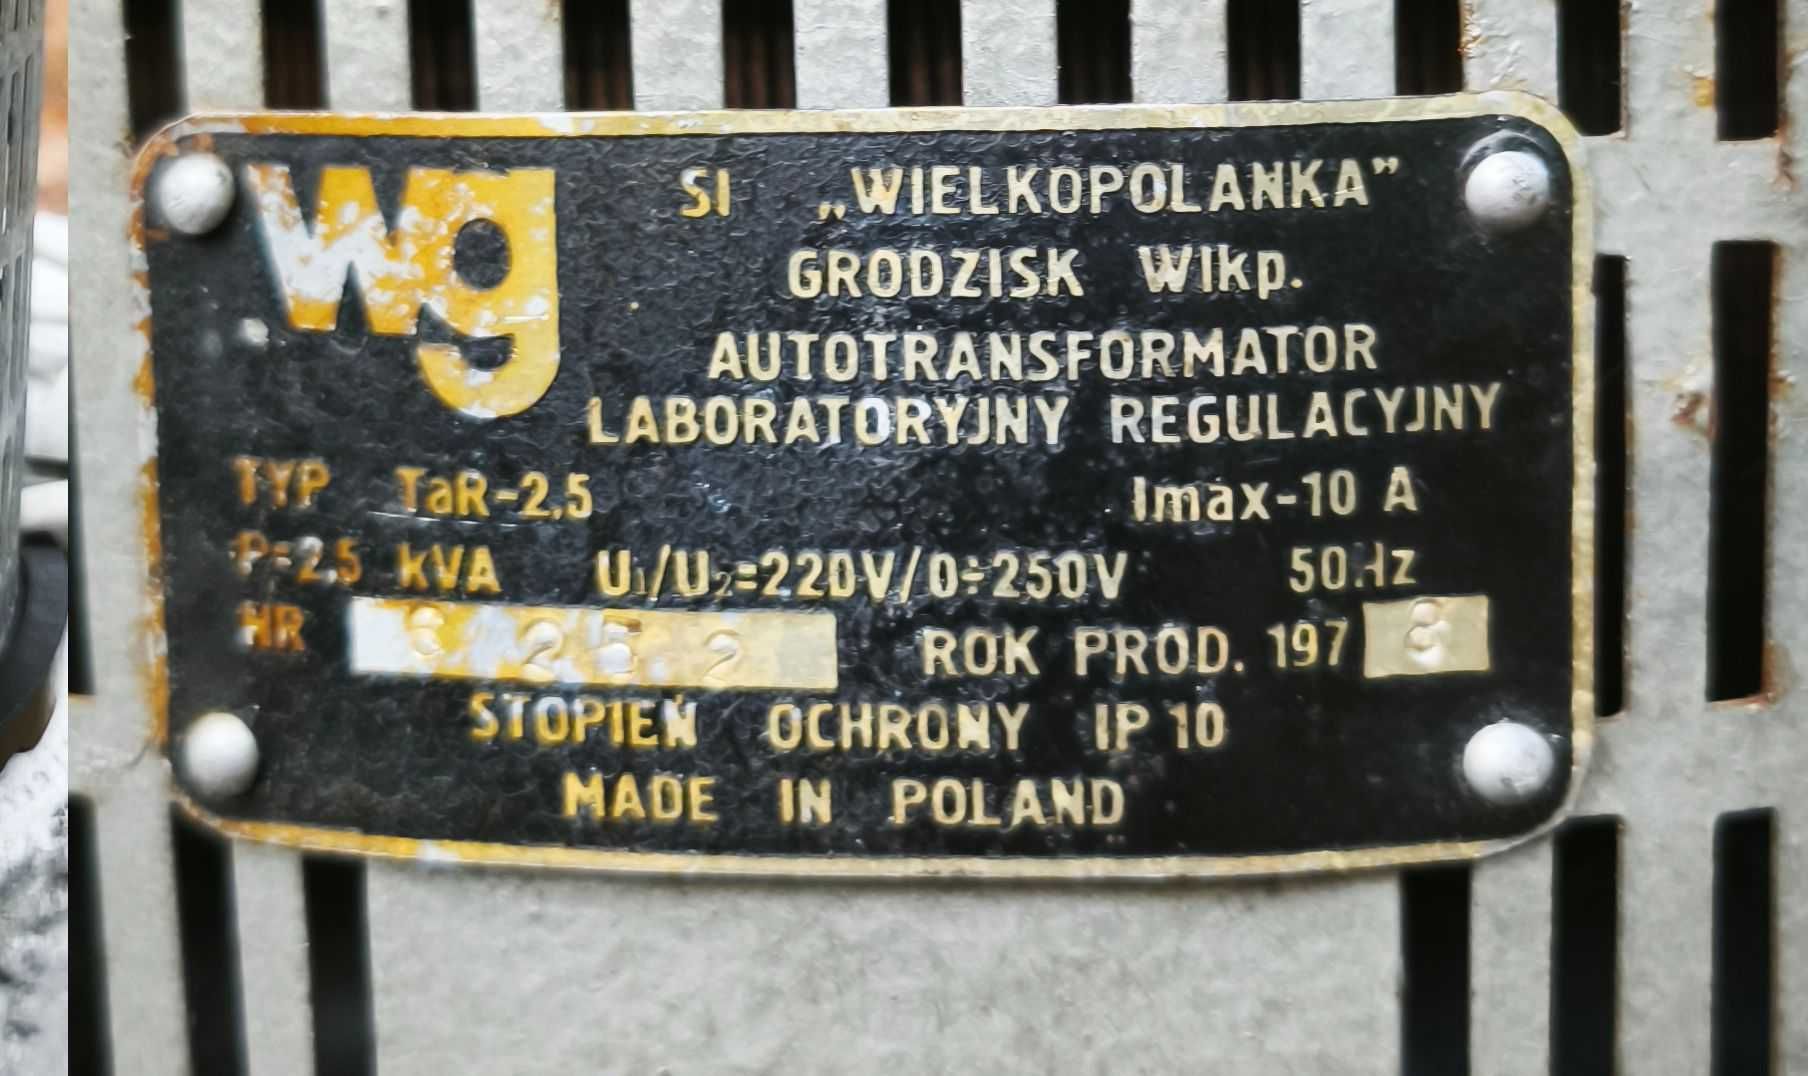 wg
SI „WIELKOPOLANKA”
GRODZISK Wlkp.
AUTOTRANSFORMATOR
LABORATORYJNY REGULACYJNY
TYP TaR-2,5 Imax-10 A
P=2,5 kVA U1/U2=220V/0÷250V 50Hz
NR ROK PROD. 1978
STOPIEŃ OCHRONY IP 10
MADE IN POLAND